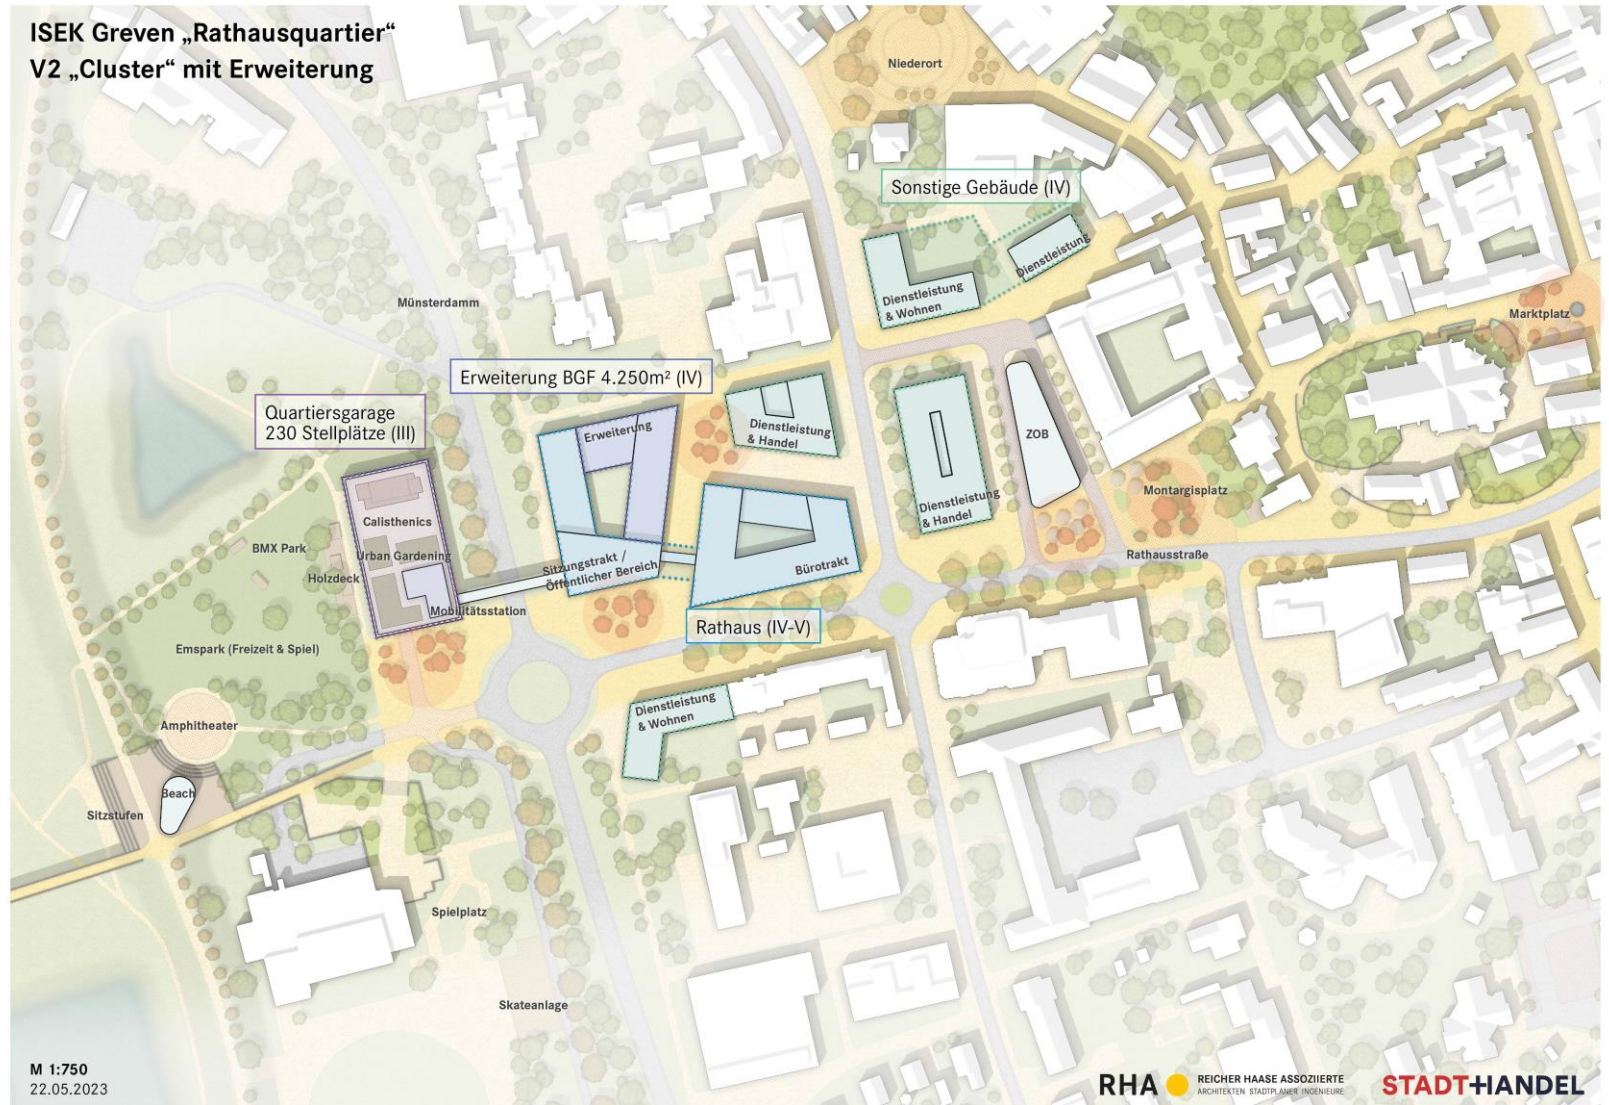 ISEK Greven „Rathausquartier“
V2 „Cluster“ mit Erweiterung
Niederort
Sonstige Gebäude (IV)
Dienstleistung
Dienstleistung
& Wohnen
Münsterdamm
Marktplatz
Erweiterung BGF 4.250m² (IV)
Quartiersgarage
230 Stellplätze (III)
Erweiterung
Dienstleistung
& Handel
ZOB
Montargisplatz
Dienstleistung
& Handel
Calisthenics
BMX Park
Urban Gardening
Holzdeck
Sitzungstrakt /
Öffentlicher Bereich
Bürotrakt
Rathausstraße
Mobilitätsstation
Rathaus (IV-V)
Emspark (Freizeit & Spiel)
Dienstleistung
& Wohnen
Amphitheater
Beach
Sitzstufen
Spielplatz
Skateanlage
M 1:750
22.05.2023
RHA
REICHER HAASE ASSOZIIERTE
ARCHITEKTEN STADTPLANER INGENIEURE
STADT+HANDEL